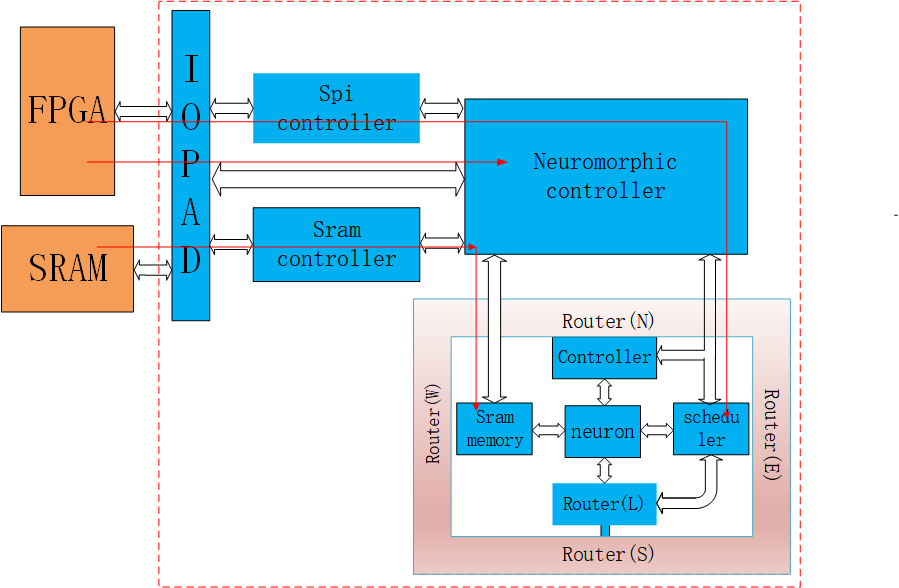 FPGA
SRAM
I
O
P
A
D
Spi
controller
Sram
controller
Neuromorphic
controller
Router(N)
Controller
Router(W)
Sram
memory
neuron
schedu
ler
Router(E)
Router(L)
Router(S)
-